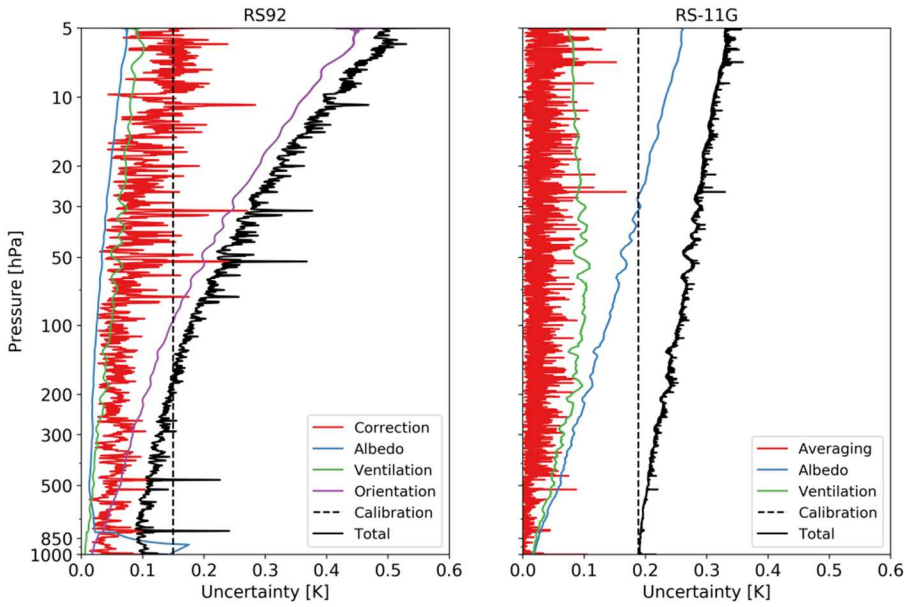 RS92
RS-11G
Pressure [hPa]
5
10
20
30
50
100
200
300
500
850
1000
Correction
Albedo
Ventilation
Orientation
Calibration
Total
0.0 0.1 0.2 0.3 0.4 0.5 0.6
Uncertainty [K]
Averaging
Albedo
Ventilation
Calibration
Total
0.0 0.1 0.2 0.3 0.4 0.5 0.6
Uncertainty [K]